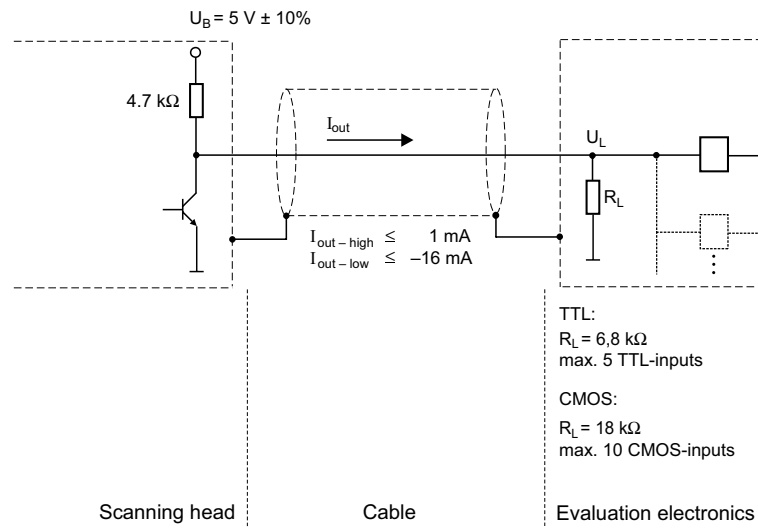 U_B = 5 V ± 10%
4.7 kΩ
I_out
U_L
R_L
I_out – high ≤ 1 mA
I_out – low ≤ –16 mA
TTL:
R_L = 6,8 kΩ
max. 5 TTL-inputs
CMOS:
R_L = 18 kΩ
max. 10 CMOS-inputs
Scanning head
Cable
Evaluation electronics